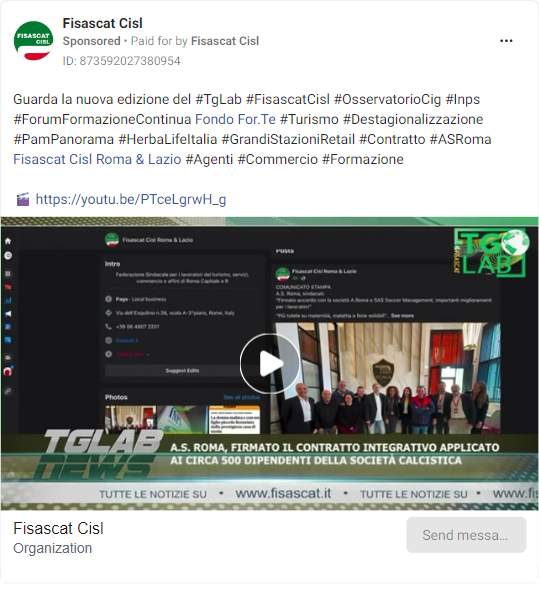 Fisascat Cisl
Sponsored • Paid for by Fisascat Cisl
ID: 873592027380954
Guarda la nuova edizione del #TgLab #FisascatCisl #OsservatorioCig #Inps
#ForumFormazioneContinua Fondo For.Te #Turismo #Destagionalizzazione
#PamPanorama #HerbaLifeItalia #GrandiStazioniRetail #Contratto #ASRoma
Fisascat Cisl Roma & Lazio #Agenti #Commercio #Formazione
https://youtu.be/PTceLgrwH_g
FISASCAT
CISL
Fisascat Cisl Roma & Lazio
Intro
Federazione Sindacale per i lavoratori del turismo, servizi,
commercio e affini di Roma Capitale e R
Page · Local business
Via dell'Esquilino n.38, scala A-3°piano, Rome, Italy
+39 06 4807 2201
Suggest Edits
Photos
See all photos
Posts
Fisascat Cisl Roma & Lazio
COMUNICATO STAMPA
A.S. Roma, sindacati:
"Firmato accordo con la società A.Roma e SAS Soccer Management, importanti miglioramenti
per i lavoratori"
"Più tutele su maternità, malattia e ferie solidali"... See more
TG
LAB
FISASCAT
TGLAB
NEWS
A.S. ROMA, FIRMATO IL CONTRATTO INTEGRATIVO APPLICATO
AI CIRCA 500 DIPENDENTI DELLA SOCIETÀ CALCISTICA
TUTTE LE NOTIZIE SU • www.fisascat.it • TUTTE LE NOTIZIE SU • www.fis
Fisascat Cisl
Organization
Send messa...